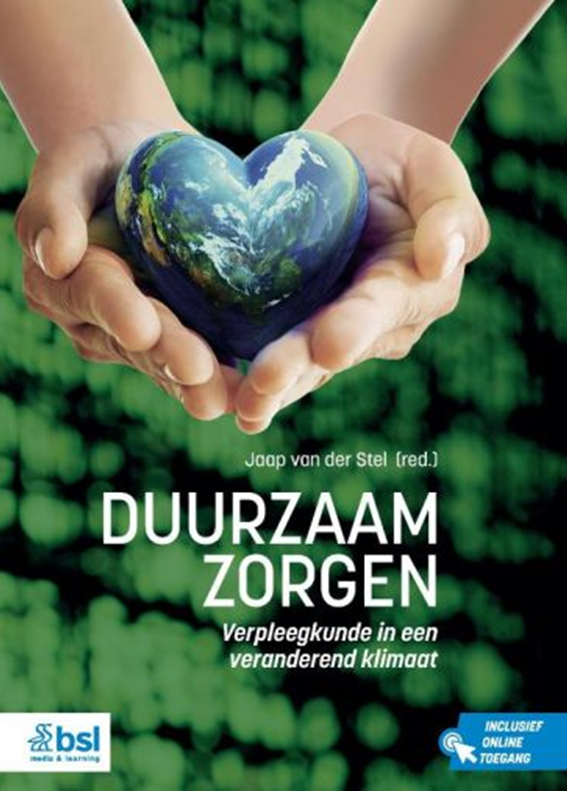 Jaap van der Stel (red.)
DUURZAAM
ZORGEN
Verpleegkunde in een
veranderend klimaat
bsl
media & learning
INCLUSIEF
ONLINE
TOEGANG